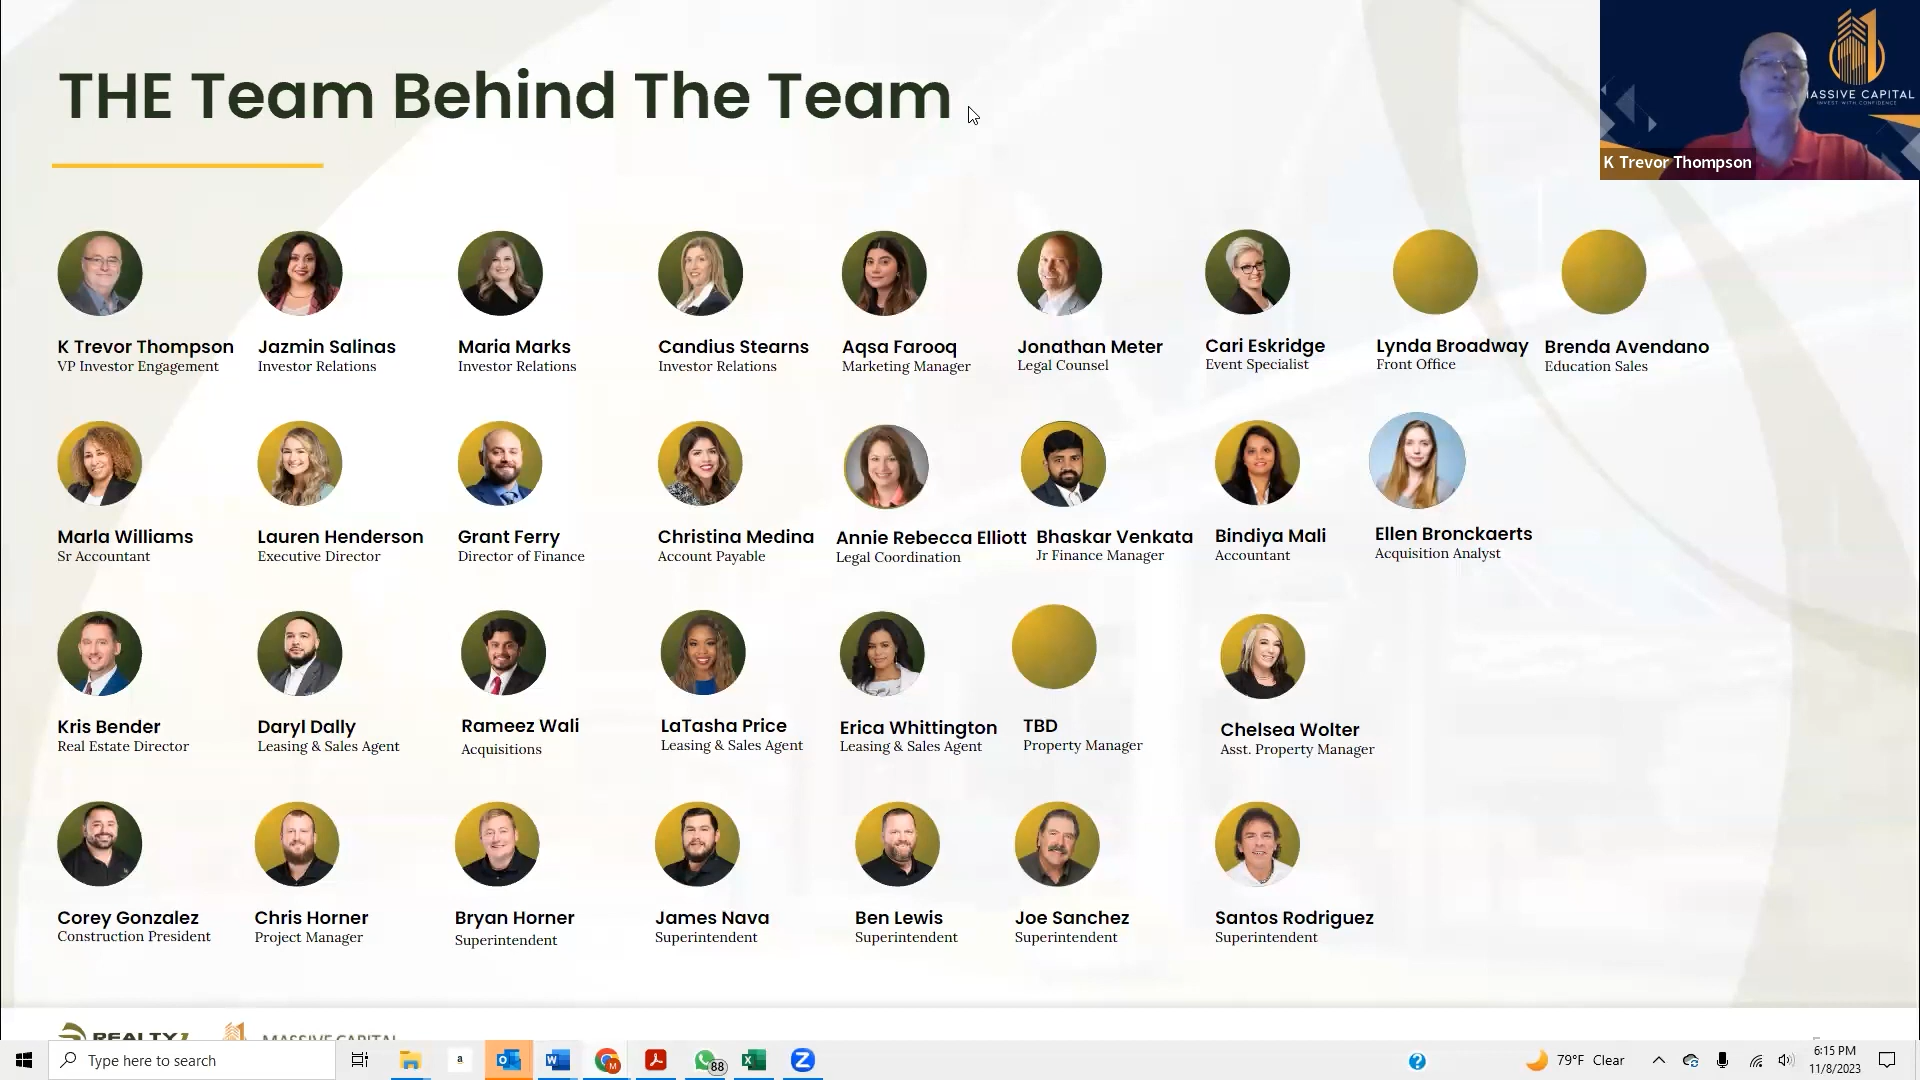 THE Team Behind The Team
ASSIVE CAPITAL
INVEST WITH CONFIDENCE
K Trevor Thompson
K Trevor Thompson
VP Investor Engagement
Jazmin Salinas
Investor Relations
Maria Marks
Investor Relations
Candius Stearns
Investor Relations
Aqsa Farooq
Marketing Manager
Jonathan Meter
Legal Counsel
Cari Eskridge
Event Specialist
Lynda Broadway
Front Office
Brenda Avendano
Education Sales
Marla Williams
Sr Accountant
Lauren Henderson
Executive Director
Grant Ferry
Director of Finance
Christina Medina
Account Payable
Annie Rebecca Elliott
Legal Coordination
Bhaskar Venkata
Jr Finance Manager
Bindiya Mali
Accountant
Ellen Bronckaerts
Acquisition Analyst
Kris Bender
Real Estate Director
Daryl Dally
Leasing & Sales Agent
Rameez Wali
Acquisitions
LaTasha Price
Leasing & Sales Agent
Erica Whittington
Leasing & Sales Agent
TBD
Property Manager
Chelsea Wolter
Asst. Property Manager
Corey Gonzalez
Construction President
Chris Horner
Project Manager
Bryan Horner
Superintendent
James Nava
Superintendent
Ben Lewis
Superintendent
Joe Sanchez
Superintendent
Santos Rodriguez
Superintendent
REALTY1
MASSIVE CAPITAL
Type here to search
a
M
88
79°F Clear
6:15 PM
11/8/2023